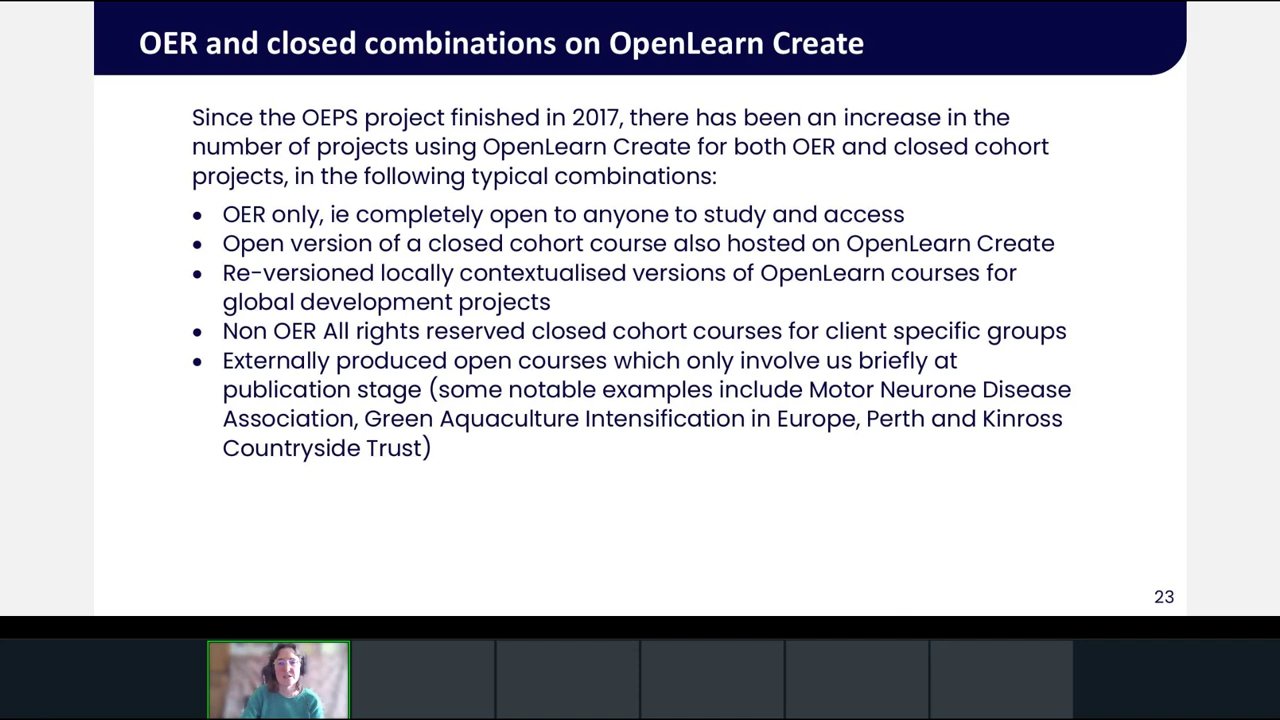 OER and closed combinations on OpenLearn Create
Since the OEPS project finished in 2017, there has been an increase in the
number of projects using OpenLearn Create for both OER and closed cohort
projects, in the following typical combinations:
• OER only, ie completely open to anyone to study and access
• Open version of a closed cohort course also hosted on OpenLearn Create
• Re-versioned locally contextualised versions of OpenLearn courses for
global development projects
• Non OER All rights reserved closed cohort courses for client specific groups
• Externally produced open courses which only involve us briefly at
publication stage (some notable examples include Motor Neurone Disease
Association, Green Aquaculture Intensification in Europe, Perth and Kinross
Countryside Trust)
23